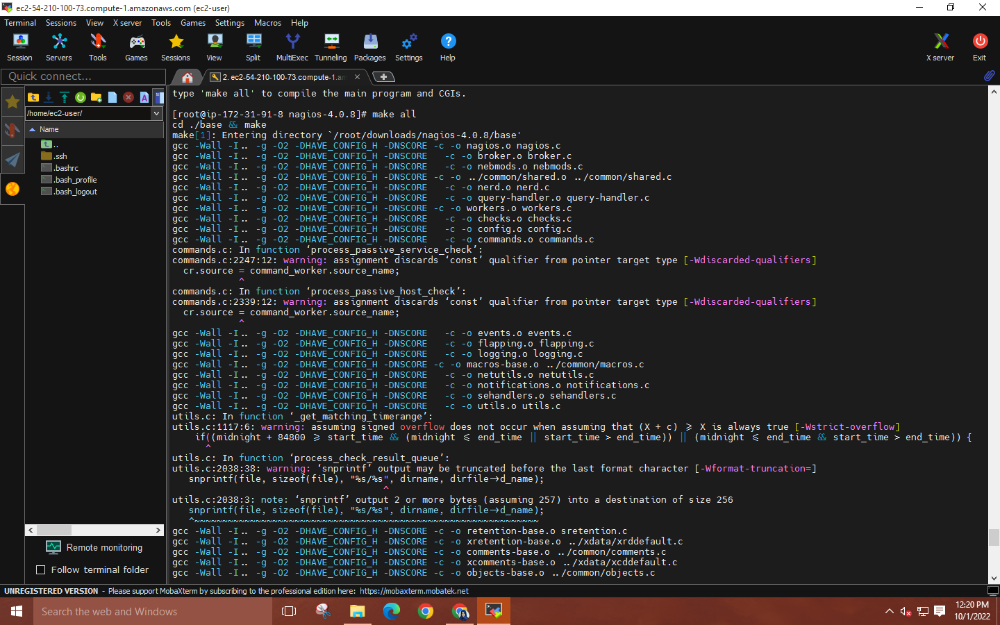 ec2-54-210-100-73.compute-1.amazonaws.com (ec2-user)
Terminal Sessions View X server Tools Games Settings Macros Help
Session Servers Tools Games Sessions View Split MultiExec Tunneling Packages Settings Help X server Exit
Quick connect...
2. ec2-54-210-100-73.compute-1.am
/home/ec2-user/
Name
..
.ssh
.bashrc
.bash_profile
.bash_logout
Remote monitoring
Follow terminal folder
type 'make all' to compile the main program and CGIs.
[root@ip-172-31-91-8 nagios-4.0.8]# make all
cd ./base && make
make[1]: Entering directory `/root/downloads/nagios-4.0.8/base'
gcc -Wall -I.. -g -O2 -DHAVE_CONFIG_H -DNSCORE -c -o nagios.o nagios.c
gcc -Wall -I.. -g -O2 -DHAVE_CONFIG_H -DNSCORE   -c -o broker.o broker.c
gcc -Wall -I.. -g -O2 -DHAVE_CONFIG_H -DNSCORE   -c -o nebmods.o nebmods.c
gcc -Wall -I.. -g -O2 -DHAVE_CONFIG_H -DNSCORE -c -o ../common/shared.o ../common/shared.c
gcc -Wall -I.. -g -O2 -DHAVE_CONFIG_H -DNSCORE   -c -o nerd.o nerd.c
gcc -Wall -I.. -g -O2 -DHAVE_CONFIG_H -DNSCORE   -c -o query-handler.o query-handler.c
gcc -Wall -I.. -g -O2 -DHAVE_CONFIG_H -DNSCORE -c -o workers.o workers.c
gcc -Wall -I.. -g -O2 -DHAVE_CONFIG_H -DNSCORE   -c -o checks.o checks.c
gcc -Wall -I.. -g -O2 -DHAVE_CONFIG_H -DNSCORE   -c -o config.o config.c
gcc -Wall -I.. -g -O2 -DHAVE_CONFIG_H -DNSCORE   -c -o commands.o commands.c
commands.c: In function ‘process_passive_service_check’:
commands.c:2247:12: warning: assignment discards ‘const’ qualifier from pointer target type [-Wdiscarded-qualifiers]
cr.source = command_worker.source_name;
^
commands.c: In function ‘process_passive_host_check’:
commands.c:2339:12: warning: assignment discards ‘const’ qualifier from pointer target type [-Wdiscarded-qualifiers]
cr.source = command_worker.source_name;
^
gcc -Wall -I.. -g -O2 -DHAVE_CONFIG_H -DNSCORE   -c -o events.o events.c
gcc -Wall -I.. -g -O2 -DHAVE_CONFIG_H -DNSCORE   -c -o flapping.o flapping.c
gcc -Wall -I.. -g -O2 -DHAVE_CONFIG_H -DNSCORE   -c -o logging.o logging.c
gcc -Wall -I.. -g -O2 -DHAVE_CONFIG_H -DNSCORE -c -o macros-base.o ../common/macros.c
gcc -Wall -I.. -g -O2 -DHAVE_CONFIG_H -DNSCORE   -c -o netutils.o netutils.c
gcc -Wall -I.. -g -O2 -DHAVE_CONFIG_H -DNSCORE   -c -o notifications.o notifications.c
gcc -Wall -I.. -g -O2 -DHAVE_CONFIG_H -DNSCORE   -c -o sehandlers.o sehandlers.c
gcc -Wall -I.. -g -O2 -DHAVE_CONFIG_H -DNSCORE   -c -o utils.o utils.c
utils.c: In function ‘_get_matching_timerange’:
utils.c:1117:6: warning: assuming signed overflow does not occur when assuming that (X + c) >= X is always true [-Wstrict-overflow]
if((midnight + 84800 >= start_time && (midnight <= end_time || start_time > end_time)) || (midnight <= end_time && start_time > end_time)) {
^
utils.c: In function ‘process_check_result_queue’:
utils.c:2038:38: warning: ‘snprintf’ output may be truncated before the last format character [-Wformat-truncation=]
snprintf(file, sizeof(file), "%s/%s", dirname, dirfile->d_name);
^
utils.c:2038:3: note: ‘snprintf’ output 2 or more bytes (assuming 257) into a destination of size 256
snprintf(file, sizeof(file), "%s/%s", dirname, dirfile->d_name);
^~~~~~~~~~~~~~~~~~~~~~~~~~~~~~~~~~~~~~~~~~~~~~~~~~~~~~~~~~~~~~~
gcc -Wall -I.. -g -O2 -DHAVE_CONFIG_H -DNSCORE -c -o retention-base.o sretention.c
gcc -Wall -I.. -g -O2 -DHAVE_CONFIG_H -DNSCORE -c -o xretention-base.o ../xdata/xrddefault.c
gcc -Wall -I.. -g -O2 -DHAVE_CONFIG_H -DNSCORE -c -o comments-base.o ../common/comments.c
gcc -Wall -I.. -g -O2 -DHAVE_CONFIG_H -DNSCORE -c -o xcomments-base.o ../xdata/xcddefault.c
gcc -Wall -I.. -g -O2 -DHAVE_CONFIG_H -DNSCORE -c -o objects-base.o ../common/objects.c
UNREGISTERED VERSION - Please support MobaXterm by subscribing to the professional edition here: https://mobaxterm.mobatek.net
Search the web and Windows
12:20 PM
10/1/2022